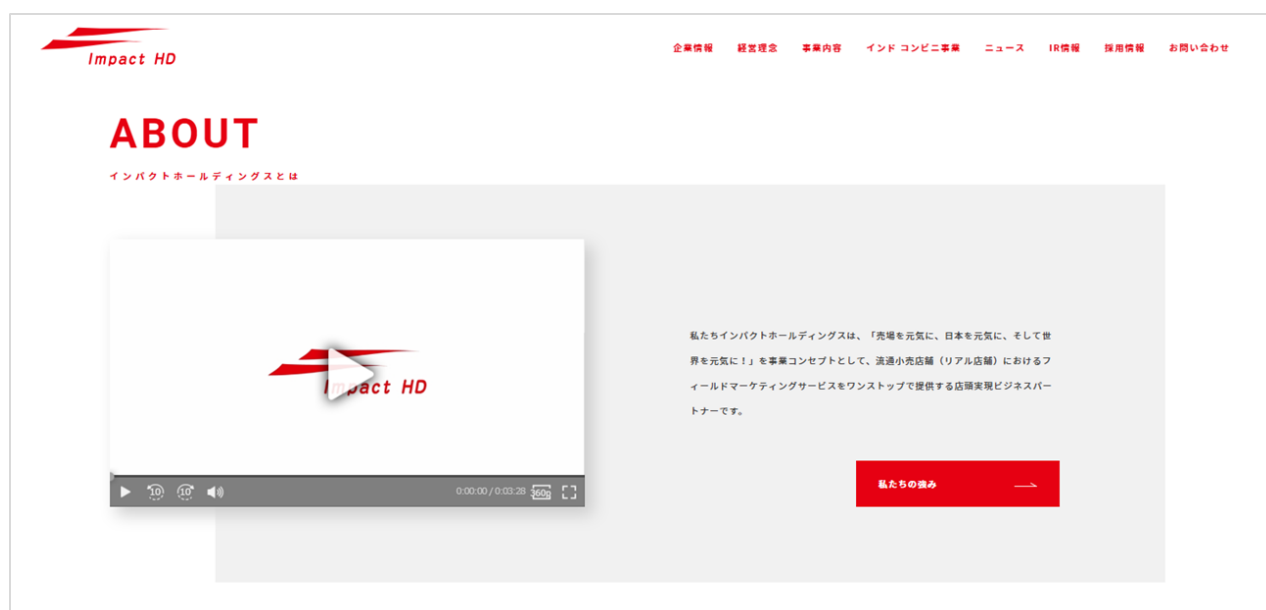 Impact HD
企業情報 経営理念 事業内容 インド コンビニ事業 ニュース IR情報 採用情報 お問い合わせ
ABOUT
インパクトホールディングスとは
Impact HD
私たちインパクトホールディングスは、「売場を元気に、日本を元気に、そして世
界を元気に！」を事業コンセプトとして、流通小売店舗（リアル店舗）におけるフ
ィールドマーケティングサービスをワンストップで提供する店頭実現ビジネスパー
トナーです。
私たちの強み
10 10 0:00:00 / 0:03:28 360p